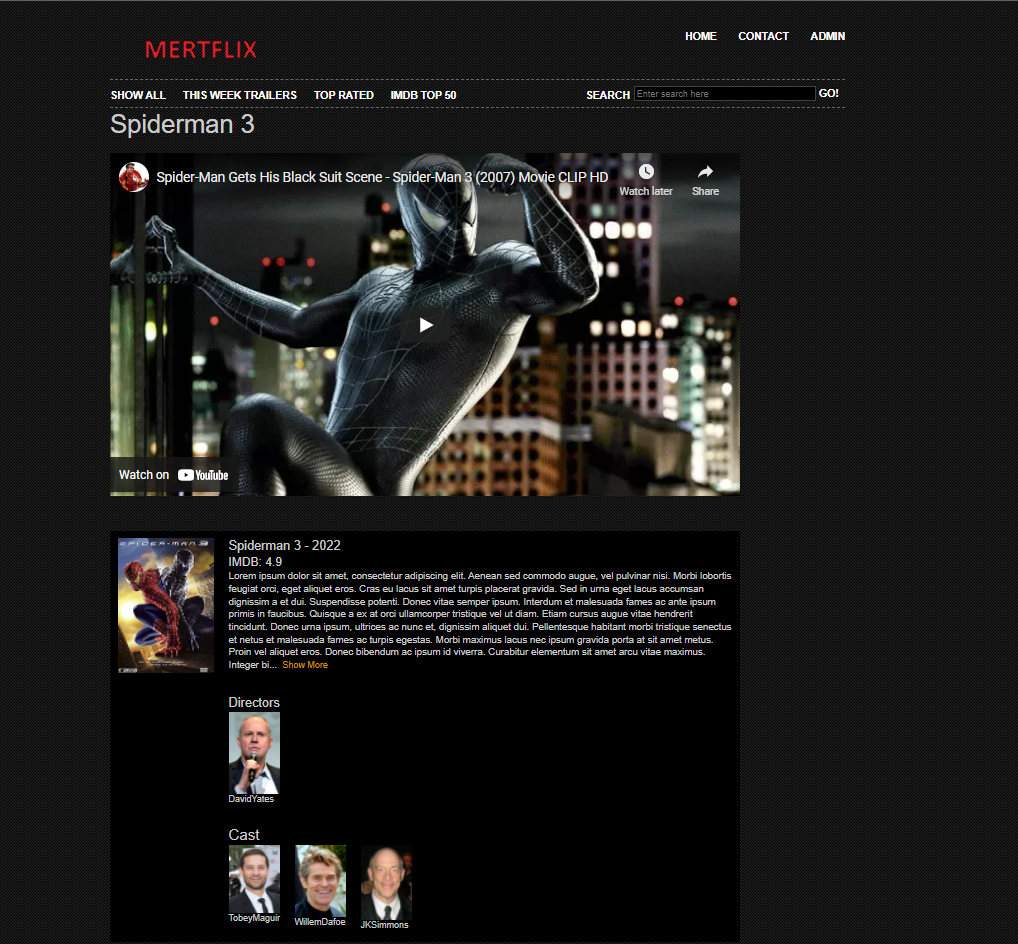 MERTFLIX
HOME CONTACT ADMIN
SHOW ALL THIS WEEK TRAILERS TOP RATED IMDB TOP 50 SEARCH Enter search here GO!
Spiderman 3
Spider-Man Gets His Black Suit Scene - Spider-Man 3 (2007) Movie CLIP HD
Watch later Share
Watch on YouTube
SPIDER-MAN 3
Spiderman 3 - 2022
IMDB: 4.9
Lorem ipsum dolor sit amet, consectetur adipiscing elit. Aenean sed commodo augue, vel pulvinar nisi. Morbi lobortis
feugiat orci, eget aliquet eros. Cras eu lacus sit amet turpis placerat gravida. Sed in urna eget lacus accumsan
dignissim a et dui. Suspendisse potenti. Donec vitae semper ipsum. Interdum et malesuada fames ac ante ipsum
primis in faucibus. Quisque a ex at orci ullamcorper tristique vel ut diam. Etiam cursus augue vitae hendrerit
tincidunt. Donec urna ipsum, ultrices ac nunc et, dignissim aliquet dui. Pellentesque habitant morbi tristique senectus
et netus et malesuada fames ac turpis egestas. Morbi maximus lacus nec ipsum gravida porta at sit amet metus.
Proin vel aliquet eros. Donec bibendum ac ipsum id viverra. Curabitur elementum sit amet arcu vitae maximus.
Integer bi... Show More
Directors
DavidYates
Cast
TobeyMaguir WillemDafoe JKSimmons